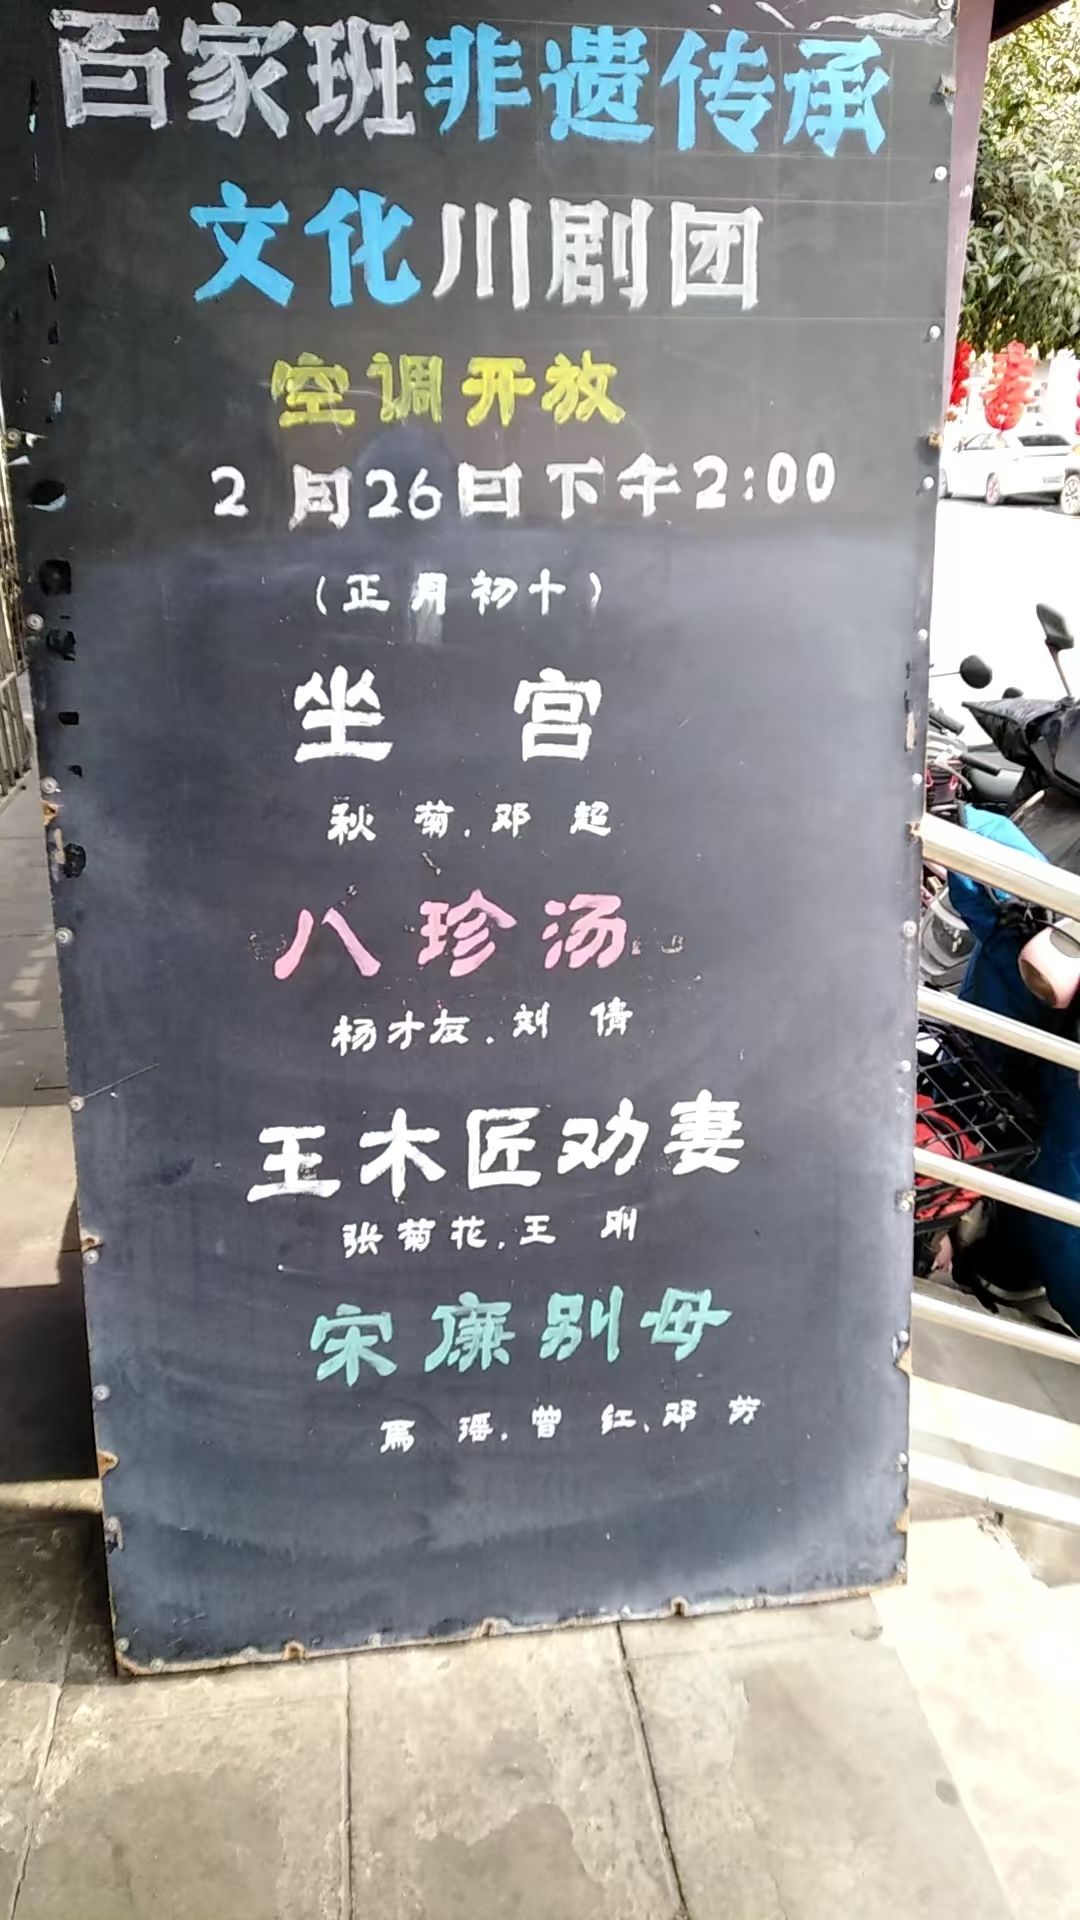 百家班非遗传承
文化川剧团
空调开放
2月26日下午2:00
（正月初十）
坐宫
秋菊.邓超
八珍汤
杨才友.刘倩
王木匠劝妻
张菊花.王刚
宋廉别母
馬瑶.曾红、邓芳